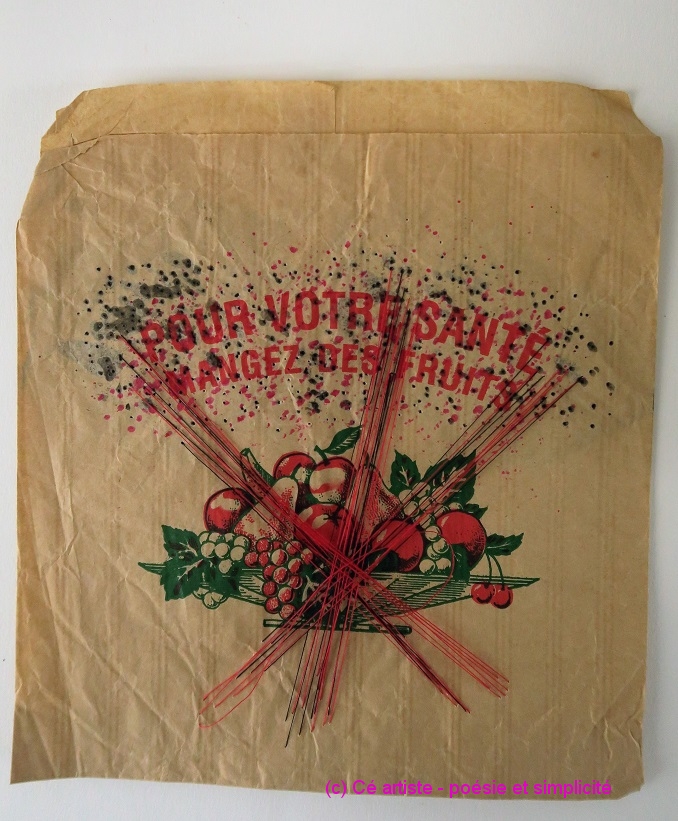 POUR VOTRE SANTÉ
MANGEZ DES FRUITS
(c) Cé artiste - poésie et simplicité